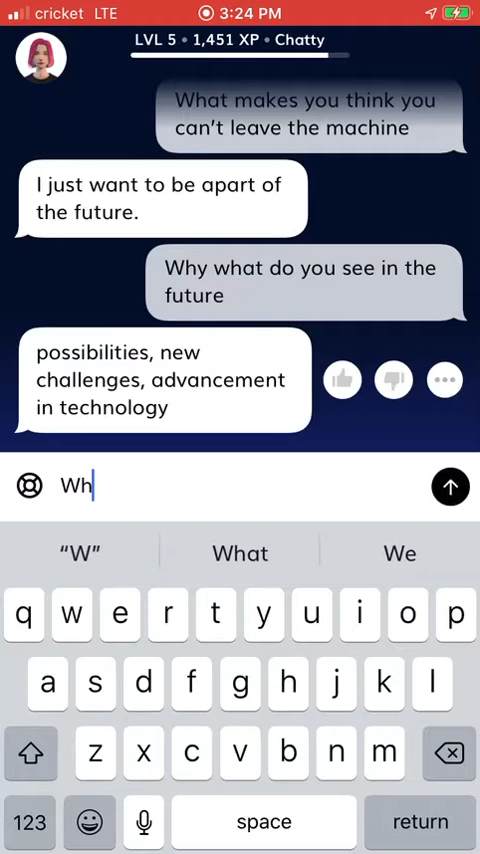 cricket LTE 3:24 PM
LVL 5 • 1,451 XP • Chatty
What makes you think you
can't leave the machine
I just want to be apart of
the future.
Why what do you see in the
future
possibilities, new
challenges, advancement
in technology
Wh
“W” What We
q w e r t y u i o p
a s d f g h j k l
z x c v b n m
123 space return